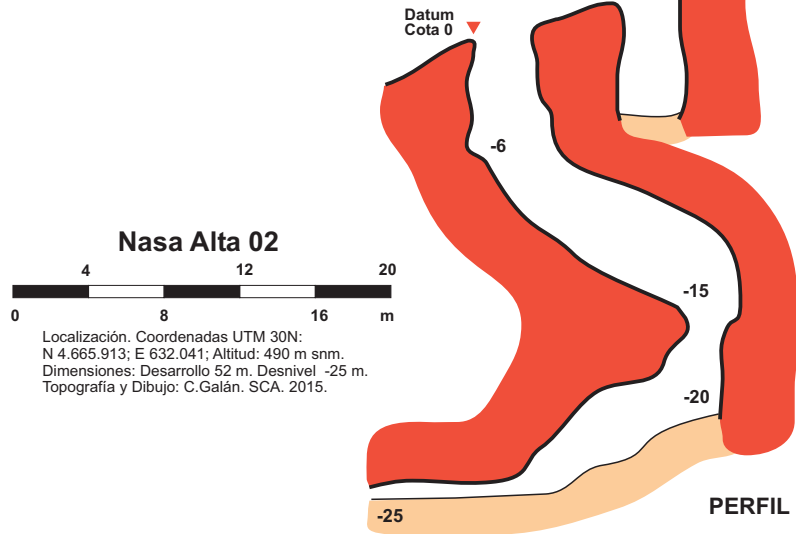 Datum
Cota 0
-6
Nasa Alta 02
4 12 20
0 8 16 m
Localización. Coordenadas UTM 30N:
N 4.665.913; E 632.041; Altitud: 490 m snm.
Dimensiones: Desarrollo 52 m. Desnivel -25 m.
Topografía y Dibujo: C.Galán. SCA. 2015.
-15
-20
-25
PERFIL